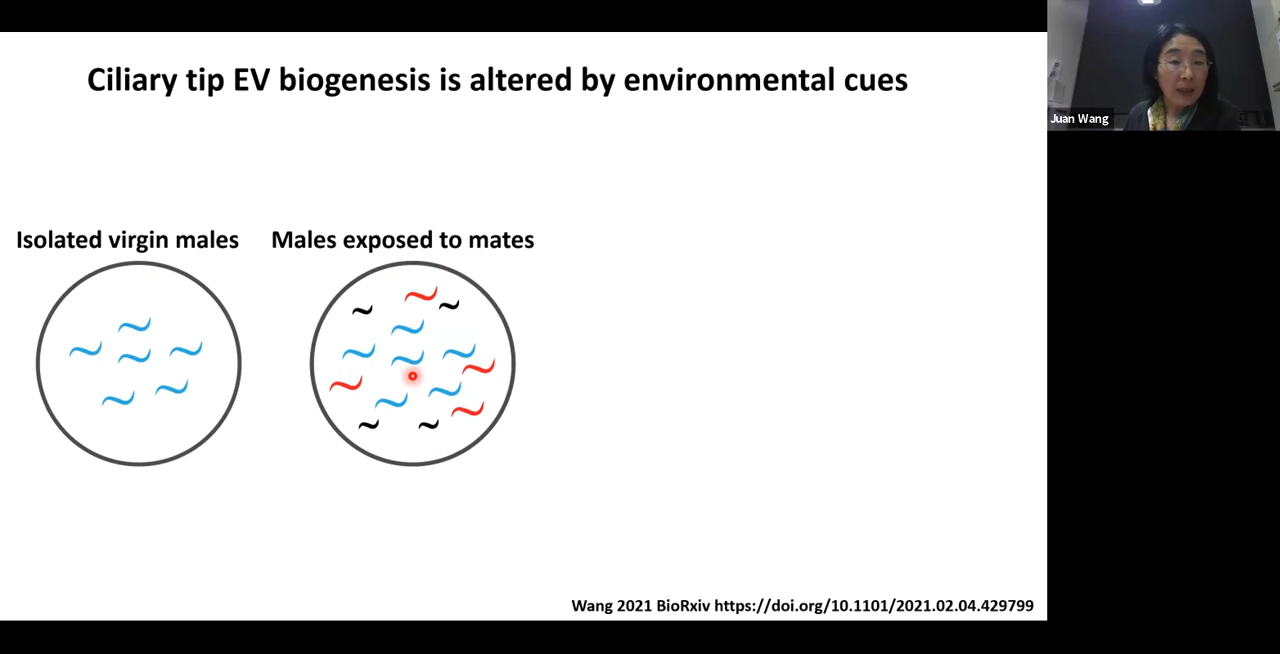 Ciliary tip EV biogenesis is altered by environmental cues
Juan Wang
Isolated virgin males
Males exposed to mates
Wang 2021 BioRxiv https://doi.org/10.1101/2021.02.04.429799